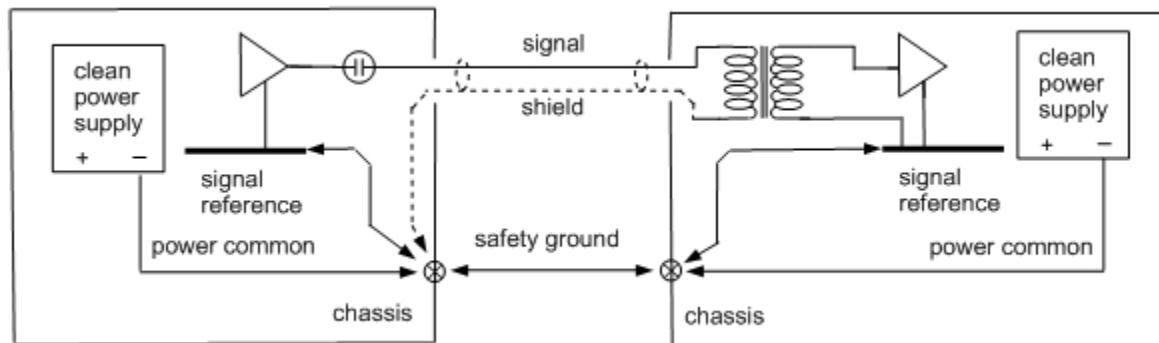 clean
power
supply
+ −
signal
reference
power common
chassis
signal
shield
safety ground
signal
reference
clean
power
supply
+ −
power common
chassis